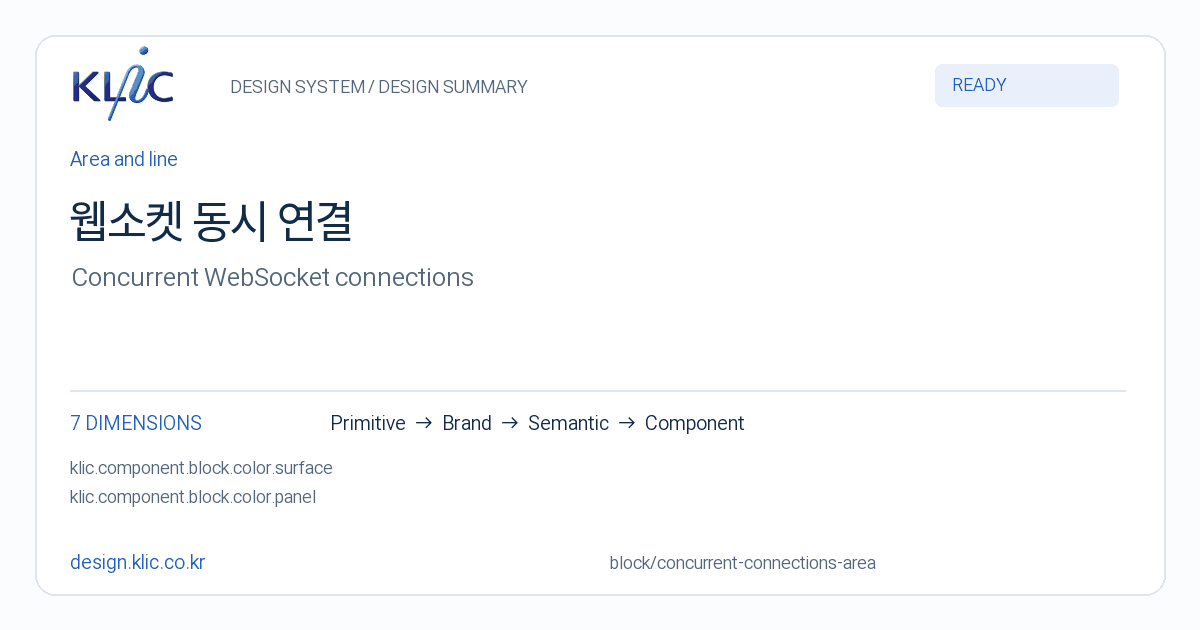 KLIC
DESIGN SYSTEM / DESIGN SUMMARY
READY
Area and line
웹소켓 동시 연결
Concurrent WebSocket connections
7 DIMENSIONS
Primitive → Brand → Semantic → Component
klic.component.block.color.surface
klic.component.block.color.panel
design.klic.co.kr
block/concurrent-connections-area